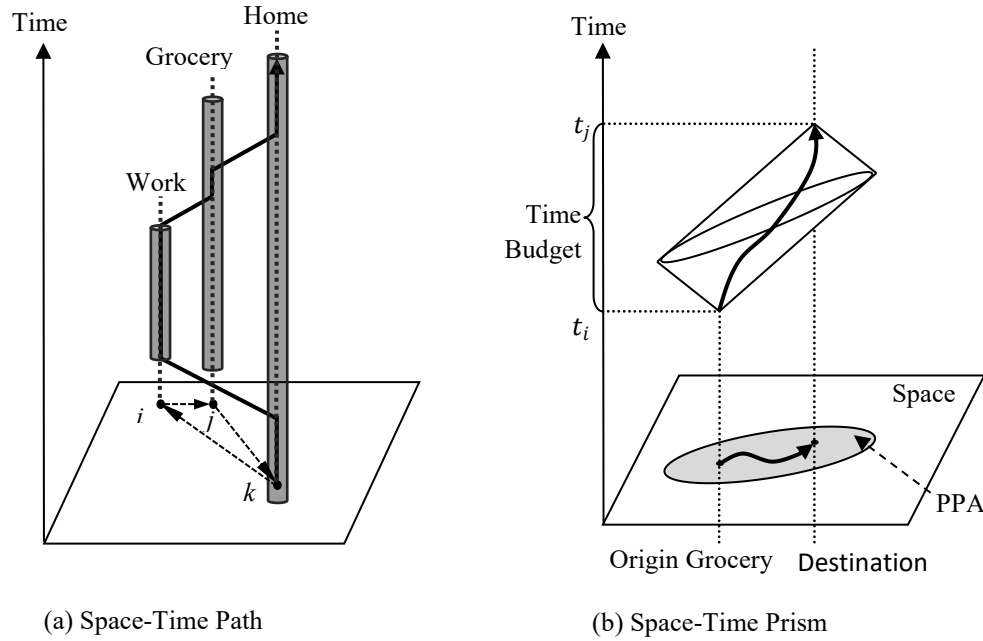 Time
Home
Grocery
Work
i
j
k
(a) Space-Time Path
Time
t_j
Time
Budget
t_i
Space
PPA
Origin Grocery
Destination
(b) Space-Time Prism